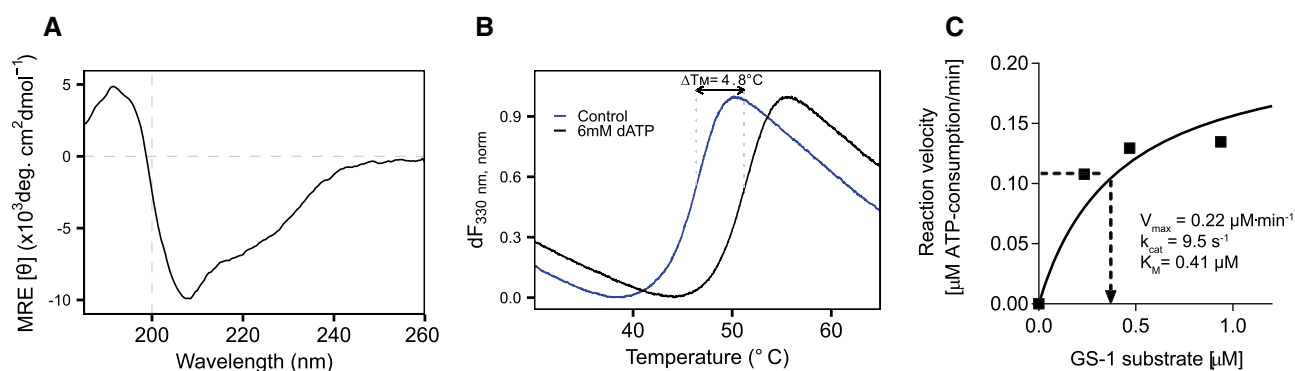 A
MRE [θ] (x10³deg. cm²dmol⁻¹)
5
0
-5
-10
200
220
240
260
Wavelength (nm)
B
dF330 nm, norm
0.9
0.6
0.3
0.0
ΔTM= 4.8°C
Control
6mM dATP
40
50
60
Temperature (° C)
C
Reaction velocity
[μM ATP-consumption/min]
0.20
0.15
0.10
0.05
0.00
Vmax = 0.22 μM·min⁻¹
kcat = 9.5 s⁻¹
KM= 0.41 μM
0.0
0.5
1.0
GS-1 substrate [μM]